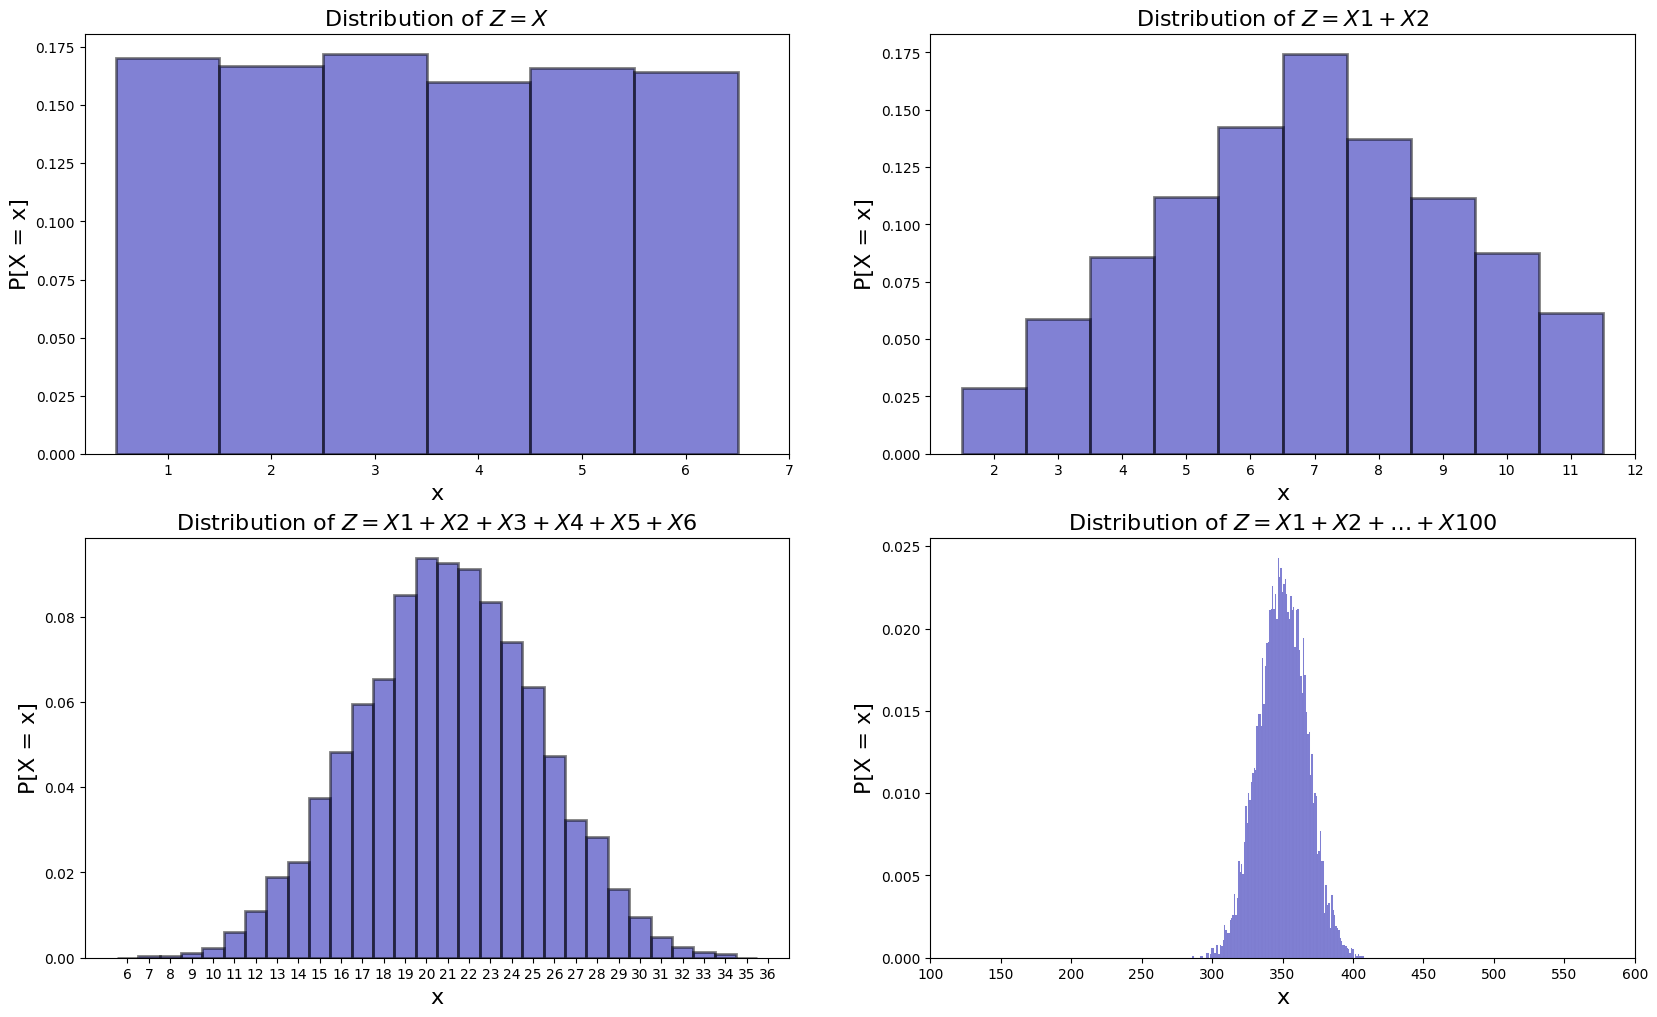 Distribution of Z = X
P[X = x]
0.175
0.150
0.125
0.100
0.075
0.050
0.025
0.000
1 2 3 4 5 6 7
x
Distribution of Z = X1 + X2
P[X = x]
0.175
0.150
0.125
0.100
0.075
0.050
0.025
0.000
2 3 4 5 6 7 8 9 10 11 12
x
Distribution of Z = X1 + X2 + X3 + X4 + X5 + X6
P[X = x]
0.08
0.06
0.04
0.02
0.00
6 7 8 9 10 11 12 13 14 15 16 17 18 19 20 21 22 23 24 25 26 27 28 29 30 31 32 33 34 35 36
x
Distribution of Z = X1 + X2 + ... + X100
P[X = x]
0.025
0.020
0.015
0.010
0.005
0.000
100 150 200 250 300 350 400 450 500 550 600
x